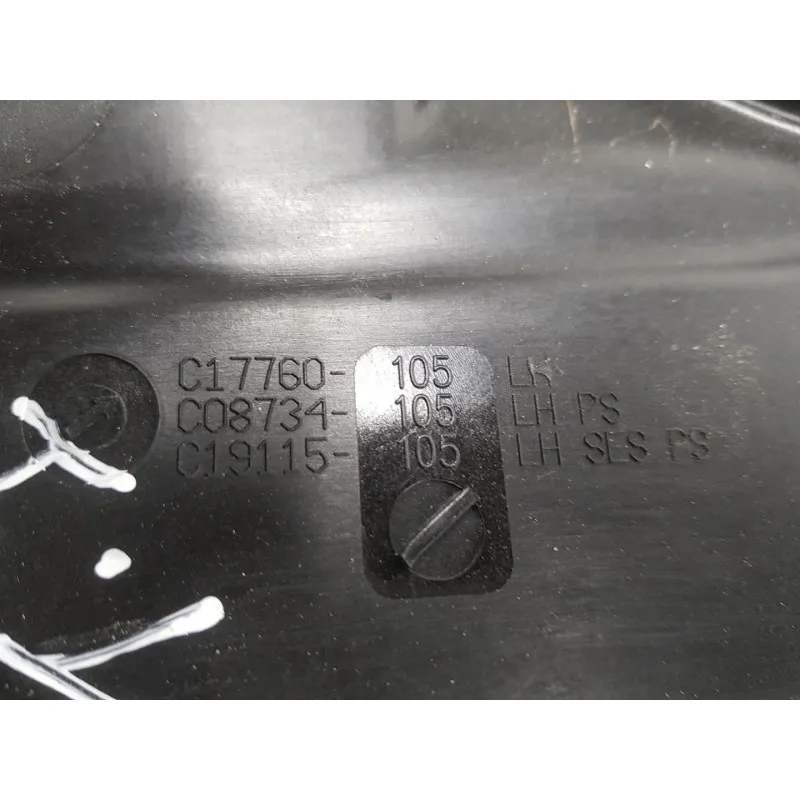 C17760- 105 LH
C08734- 105 LH PS
C19115- 105 LH SES PS